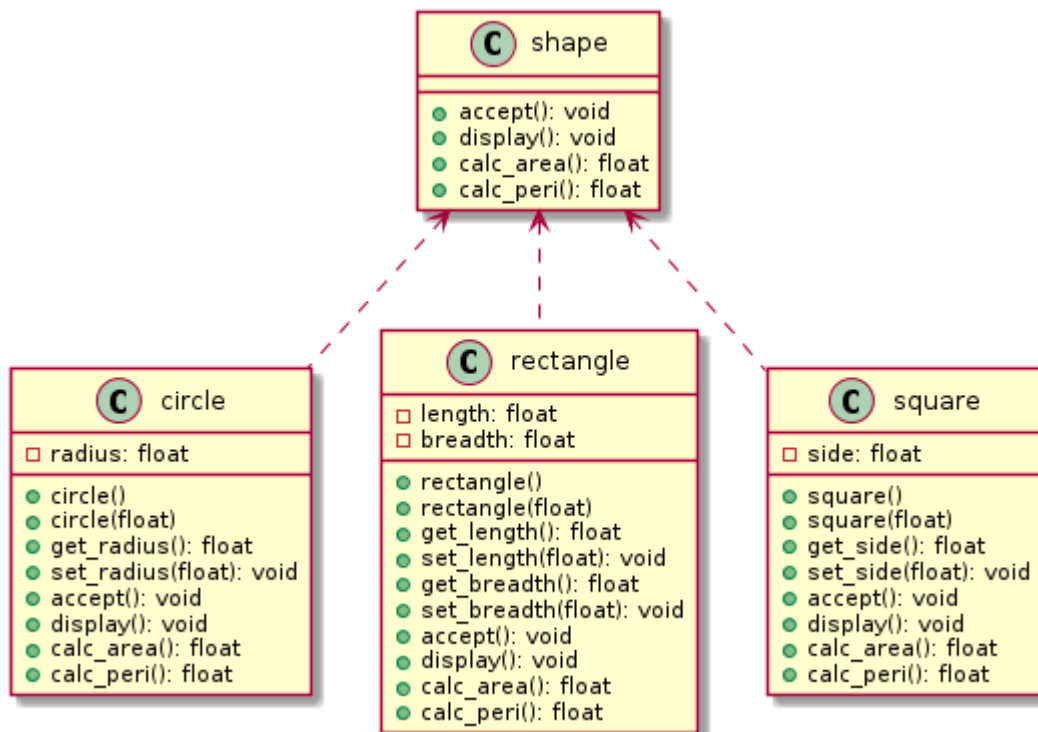 C shape
accept(): void
display(): void
calc_area(): float
calc_peri(): float
C circle
radius: float
circle()
circle(float)
get_radius(): float
set_radius(float): void
accept(): void
display(): void
calc_area(): float
calc_peri(): float
C rectangle
length: float
breadth: float
rectangle()
rectangle(float)
get_length(): float
set_length(float): void
get_breadth(): float
set_breadth(float): void
accept(): void
display(): void
calc_area(): float
calc_peri(): float
C square
side: float
square()
square(float)
get_side(): float
set_side(float): void
accept(): void
display(): void
calc_area(): float
calc_peri(): float